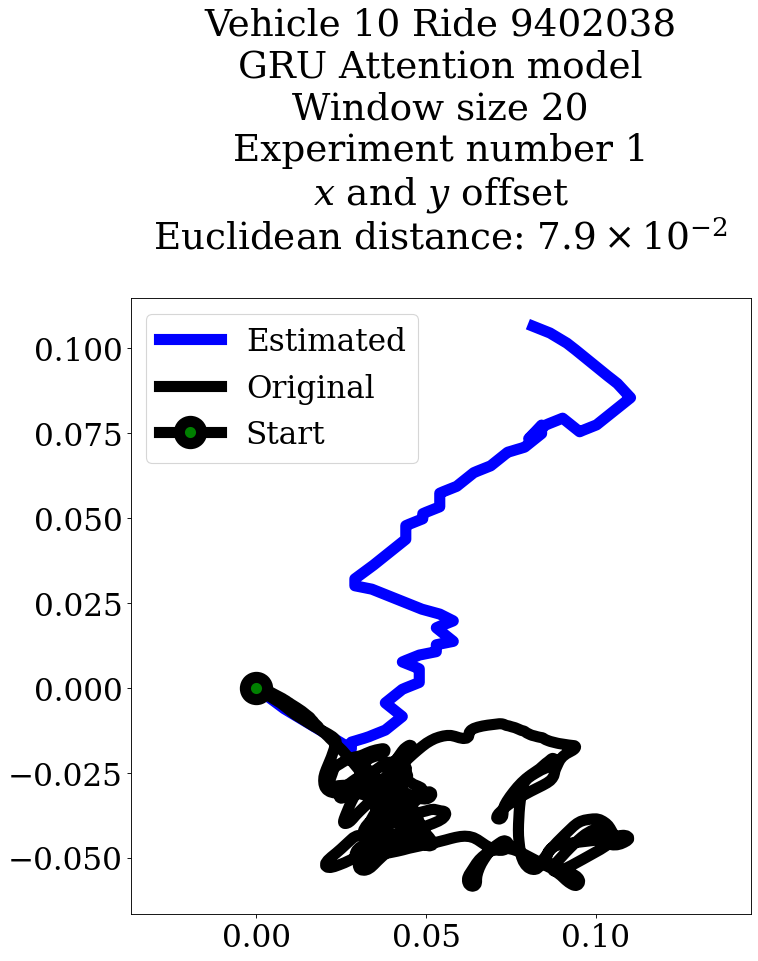 Vehicle 10 Ride 9402038
GRU Attention model
Window size 20
Experiment number 1
x and y offset
Euclidean distance: 7.9 × 10⁻²
Estimated
Original
Start
0.100
0.075
0.050
0.025
0.000
−0.025
−0.050
0.00 0.05 0.10